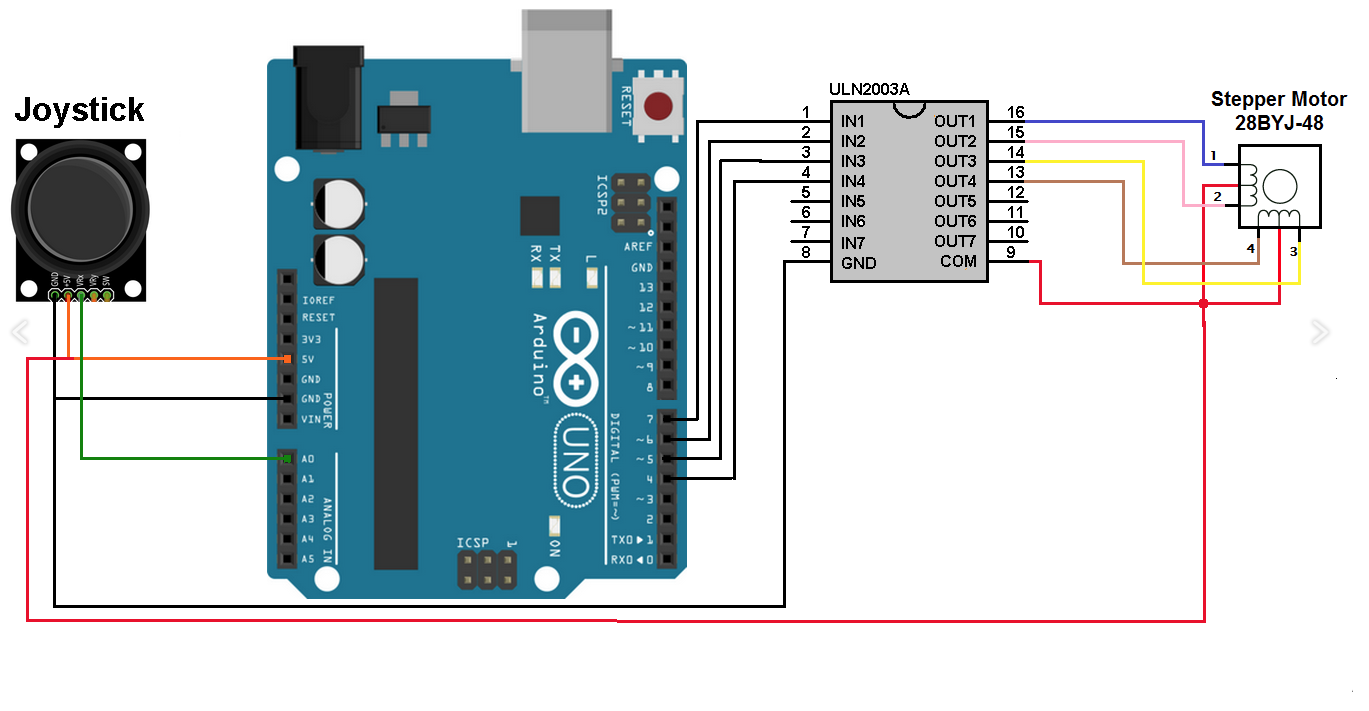 Joystick
GND
+5V
VRx
VRy
SW
RESET
ICSP2
AREF
GND
13
12
~11
~10
~9
8
IOREF
RESET
3V3
5V
GND
GND
VIN
POWER
A0
A1
A2
A3
A4
A5
ANALOG IN
RX
TX
L
Arduino™
UNO
DIGITAL (PWM=~)
7
~6
~5
4
~3
2
TX0▶1
RX0◀0
ICSP
1
ON
ULN2003A
1 IN1 OUT1 16
2 IN2 OUT2 15
3 IN3 OUT3 14
4 IN4 OUT4 13
5 IN5 OUT5 12
6 IN6 OUT6 11
7 IN7 OUT7 10
8 GND COM 9
Stepper Motor
28BYJ-48
1
2
4
3